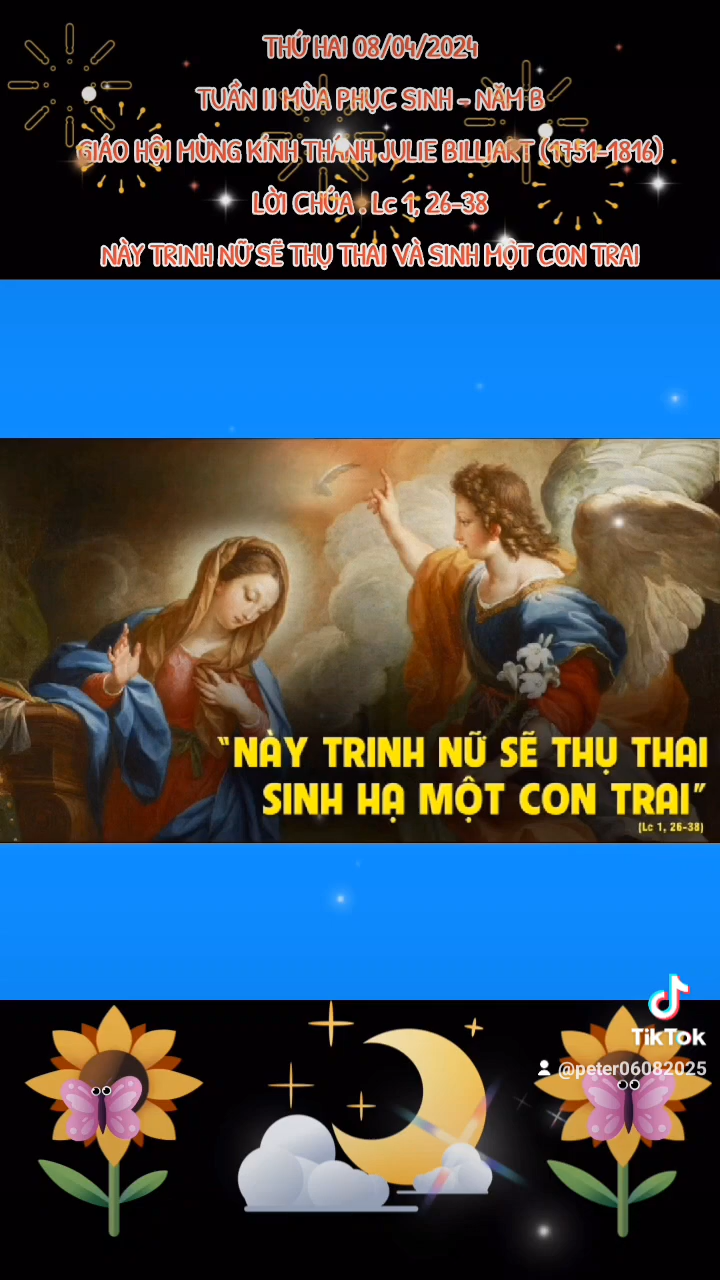 THỨ HAI 08/04/2024
TUẦN II MÙA PHỤC SINH - NĂM B
GIÁO HỘI MỪNG KÍNH THÁNH JULIE BILLIART (1751-1816)
LỜI CHÚA . Lc 1, 26-38
NÀY TRINH NỮ SẼ THỤ THAI VÀ SINH MỘT CON TRAI
“NÀY TRINH NỮ SẼ THỤ THAI
SINH HẠ MỘT CON TRAI”
(Lc 1, 26-38)
TikTok
@peter06082025